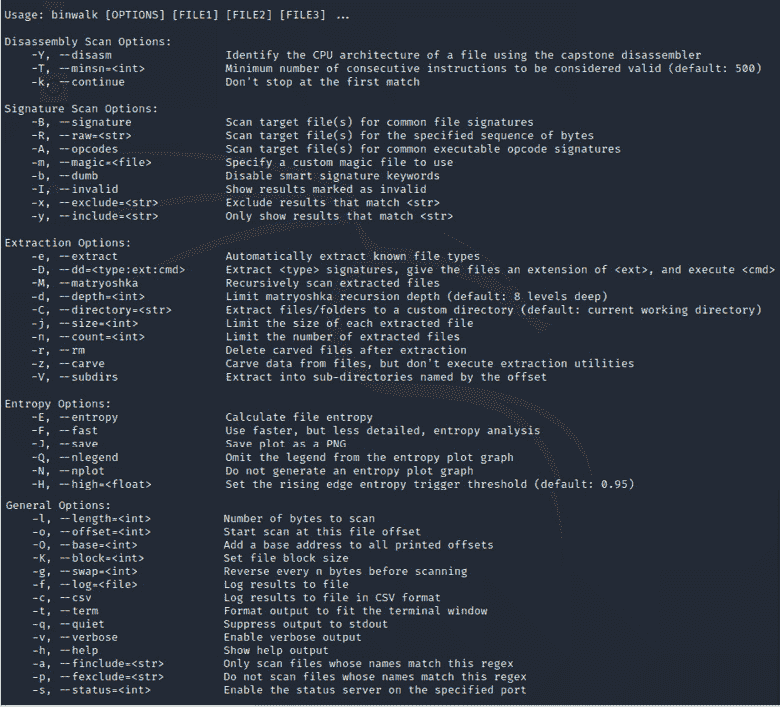 Usage: binwalk [OPTIONS] [FILE1] [FILE2] [FILE3] ...
Disassembly Scan Options:
-Y, --disasm Identify the CPU architecture of a file using the capstone disassembler
-T, --minsn=<int> Minimum number of consecutive instructions to be considered valid (default: 500)
-k, --continue Don't stop at the first match
Signature Scan Options:
-B, --signature Scan target file(s) for common file signatures
-R, --raw=<str> Scan target file(s) for the specified sequence of bytes
-A, --opcodes Scan target file(s) for common executable opcode signatures
-m, --magic=<file> Specify a custom magic file to use
-b, --dumb Disable smart signature keywords
-I, --invalid Show results marked as invalid
-x, --exclude=<str> Exclude results that match <str>
-y, --include=<str> Only show results that match <str>
Extraction Options:
-e, --extract Automatically extract known file types
-D, --dd=<type:ext:cmd> Extract <type> signatures, give the files an extension of <ext>, and execute <cmd>
-M, --matryoshka Recursively scan extracted files
-d, --depth=<int> Limit matryoshka recursion depth (default: 8 levels deep)
-C, --directory=<str> Extract files/folders to a custom directory (default: current working directory)
-j, --size=<int> Limit the size of each extracted file
-n, --count=<int> Limit the number of extracted files
-r, --rm Delete carved files after extraction
-z, --carve Carve data from files, but don't execute extraction utilities
-V, --subdirs Extract into sub-directories named by the offset
Entropy Options:
-E, --entropy Calculate file entropy
-F, --fast Use faster, but less detailed, entropy analysis
-J, --save Save plot as a PNG
-Q, --nlegend Omit the legend from the entropy plot graph
-N, --nplot Do not generate an entropy plot graph
-H, --high=<float> Set the rising edge entropy trigger threshold (default: 0.95)
General Options:
-l, --length=<int> Number of bytes to scan
-o, --offset=<int> Start scan at this file offset
-O, --base=<int> Add a base address to all printed offsets
-K, --block=<int> Set file block size
-g, --swap=<int> Reverse every n bytes before scanning
-f, --log=<file> Log results to file
-c, --csv Log results to file in CSV format
-t, --term Format output to fit the terminal window
-q, --quiet Suppress output to stdout
-v, --verbose Enable verbose output
-h, --help Show help output
-a, --finclude=<str> Only scan files whose names match this regex
-p, --fexclude=<str> Do not scan files whose names match this regex
-s, --status=<int> Enable the status server on the specified port